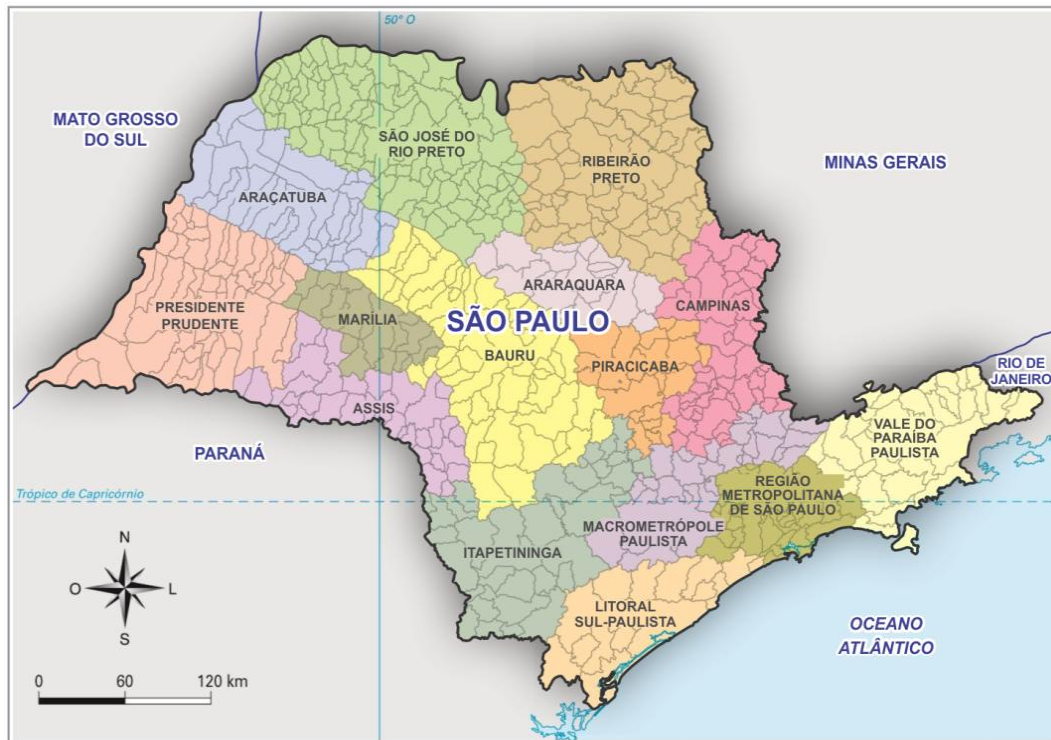 50° O
MATO GROSSO
DO SUL
SÃO JOSÉ DO
RIO PRETO
RIBEIRÃO
PRETO
MINAS GERAIS
ARAÇATUBA
ARARAQUARA
CAMPINAS
PRESIDENTE
PRUDENTE
MARÍLIA
SÃO PAULO
BAURU
PIRACICABA
RIO DE
JANEIRO
ASSIS
VALE DO
PARAÍBA
PAULISTA
PARANÁ
REGIÃO
METROPOLITANA
DE SÃO PAULO
Trópico de Capricórnio
MACROMETRÓPOLE
PAULISTA
ITAPETININGA
N
O
L
S
LITORAL
SUL-PAULISTA
OCEANO
ATLÂNTICO
0 60 120 km